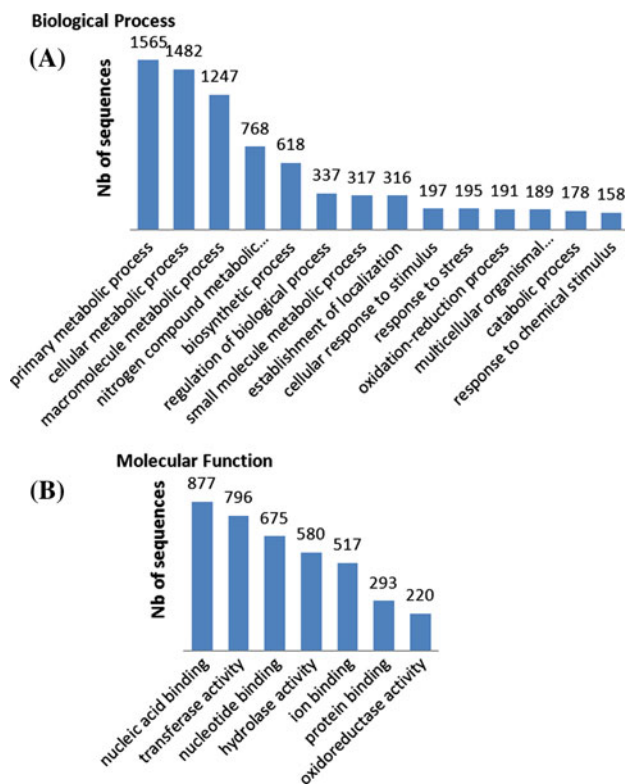 Biological Process
(A)
Nb of sequences
1565
1482
1247
768
618
337
317
316
197
195
191
189
178
158
primary metabolic process
cellular metabolic process
macromolecule metabolic process
nitrogen compound metabolic...
biosynthetic process
regulation of biological process
small molecule metabolic process
establishment of localization
cellular response to stimulus
response to stress
oxidation-reduction process
multicellular organismal...
catabolic process
response to chemical stimulus
Molecular Function
(B)
Nb of sequences
877
796
675
580
517
293
220
nucleic acid binding
transferase activity
nucleotide binding
hydrolase activity
ion binding
protein binding
oxidoreductase activity